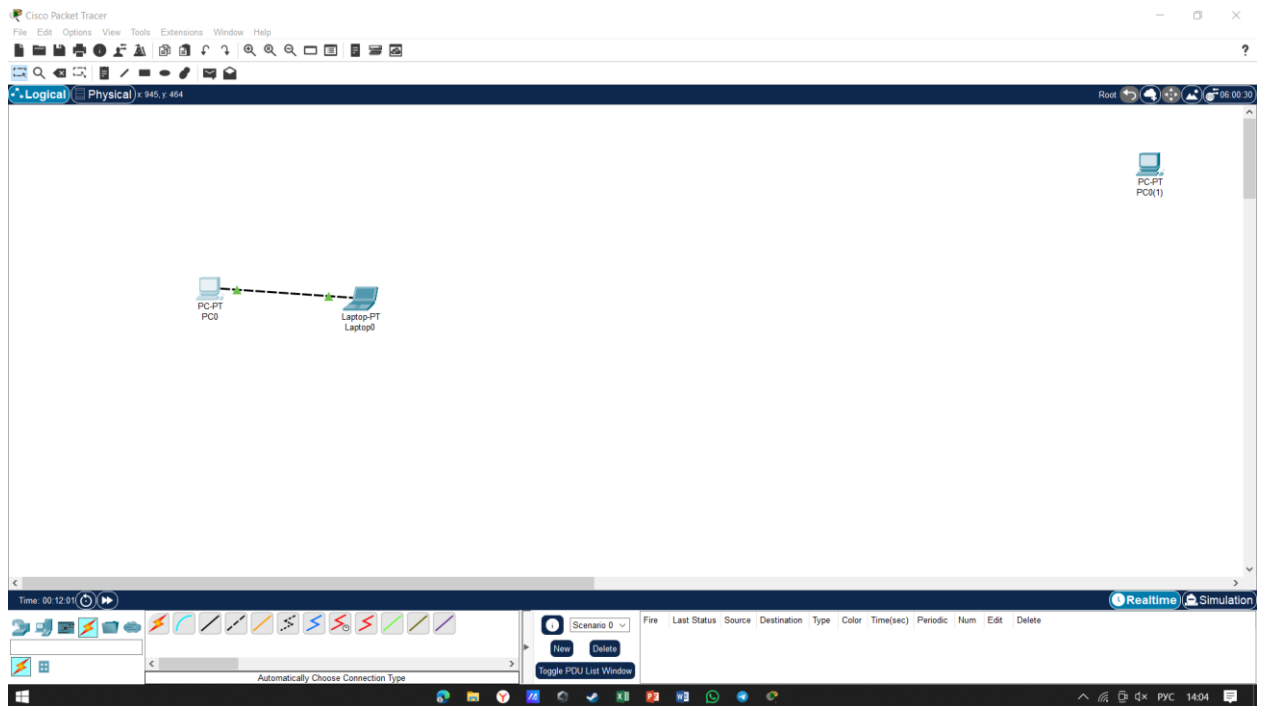 Cisco Packet Tracer
File Edit Options View Tools Extensions Window Help
?
Logical Physical x: 945, y: 464 Root 06:00:30
PC-PT
PC0(1)
PC-PT
PC0
Laptop-PT
Laptop0
Time: 00:12:01 Realtime Simulation
Scenario 0 Fire Last Status Source Destination Type Color Time(sec) Periodic Num Edit Delete
New Delete
Toggle PDU List Window
Automatically Choose Connection Type
РУС 14:04